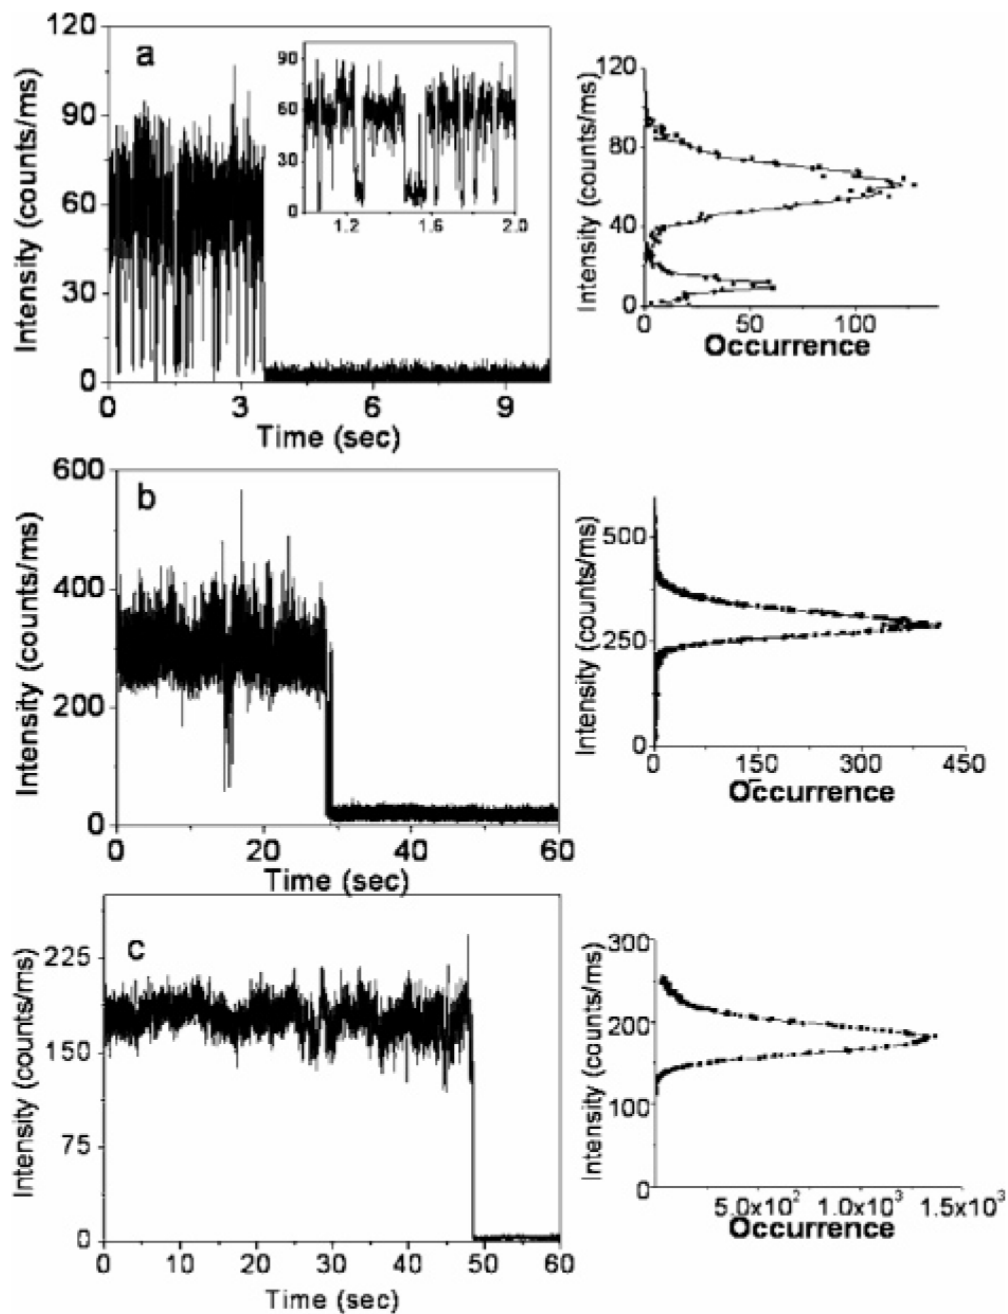 a
Intensity (counts/ms)
120
90
60
30
0
0 3 6 9
Time (sec)
90
60
30
0
1.2 1.6 2.0
Intensity (counts/ms)
120
80
40
0
0 50 100
Occurrence
b
Intensity (counts/ms)
600
400
200
0
0 20 40 60
Time (sec)
Intensity (counts/ms)
500
250
0
0 150 300 450
Occurrence
c
Intensity (counts/ms)
225
150
75
0
0 10 20 30 40 50 60
Time (sec)
Intensity (counts/ms)
300
200
100
0
5.0x10² 1.0x10³ 1.5x10³
Occurrence